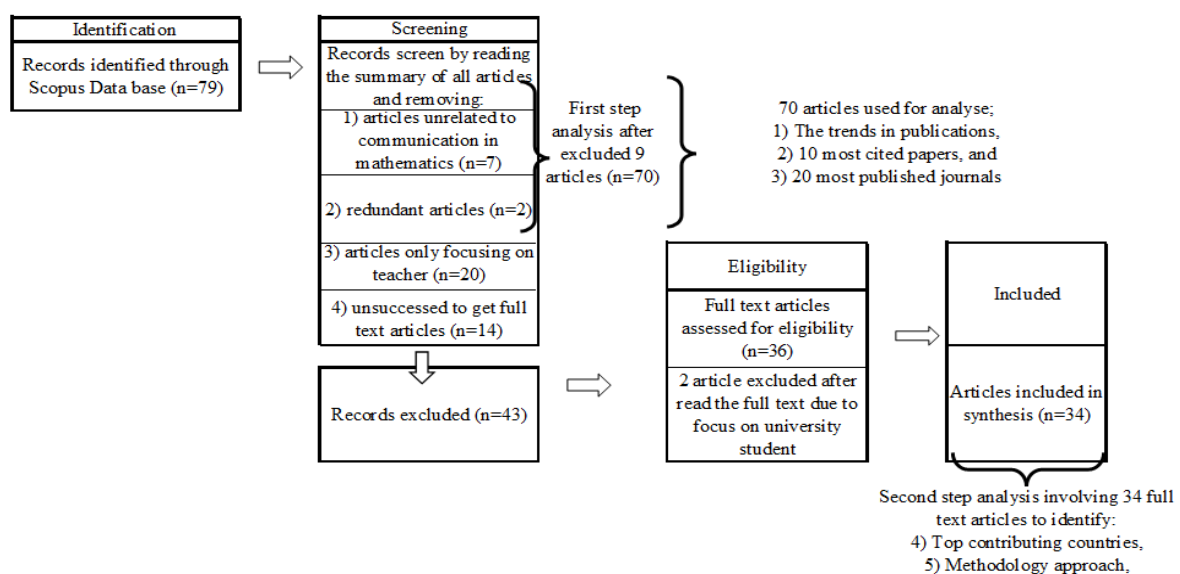 Identification
Records identified through
Scopus Data base (n=79)
Screening
Records screen by reading
the summary of all articles
and removing:
1) articles unrelated to
communication in
mathematics (n=7)
2) redundant articles (n=2)
3) articles only focusing on
teacher (n=20)
4) unsuccessed to get full
text articles (n=14)
Records excluded (n=43)
First step
analysis after
excluded 9
articles (n=70)
70 articles used for analyse;
1) The trends in publications,
2) 10 most cited papers, and
3) 20 most published journals
Eligibility
Full text articles
assessed for eligibility
(n=36)
2 article excluded after
read the full text due to
focus on university
student
Included
Articles included in
synthesis (n=34)
Second step analysis involving 34 full
text articles to identify:
4) Top contributing countries,
5) Methodology approach,